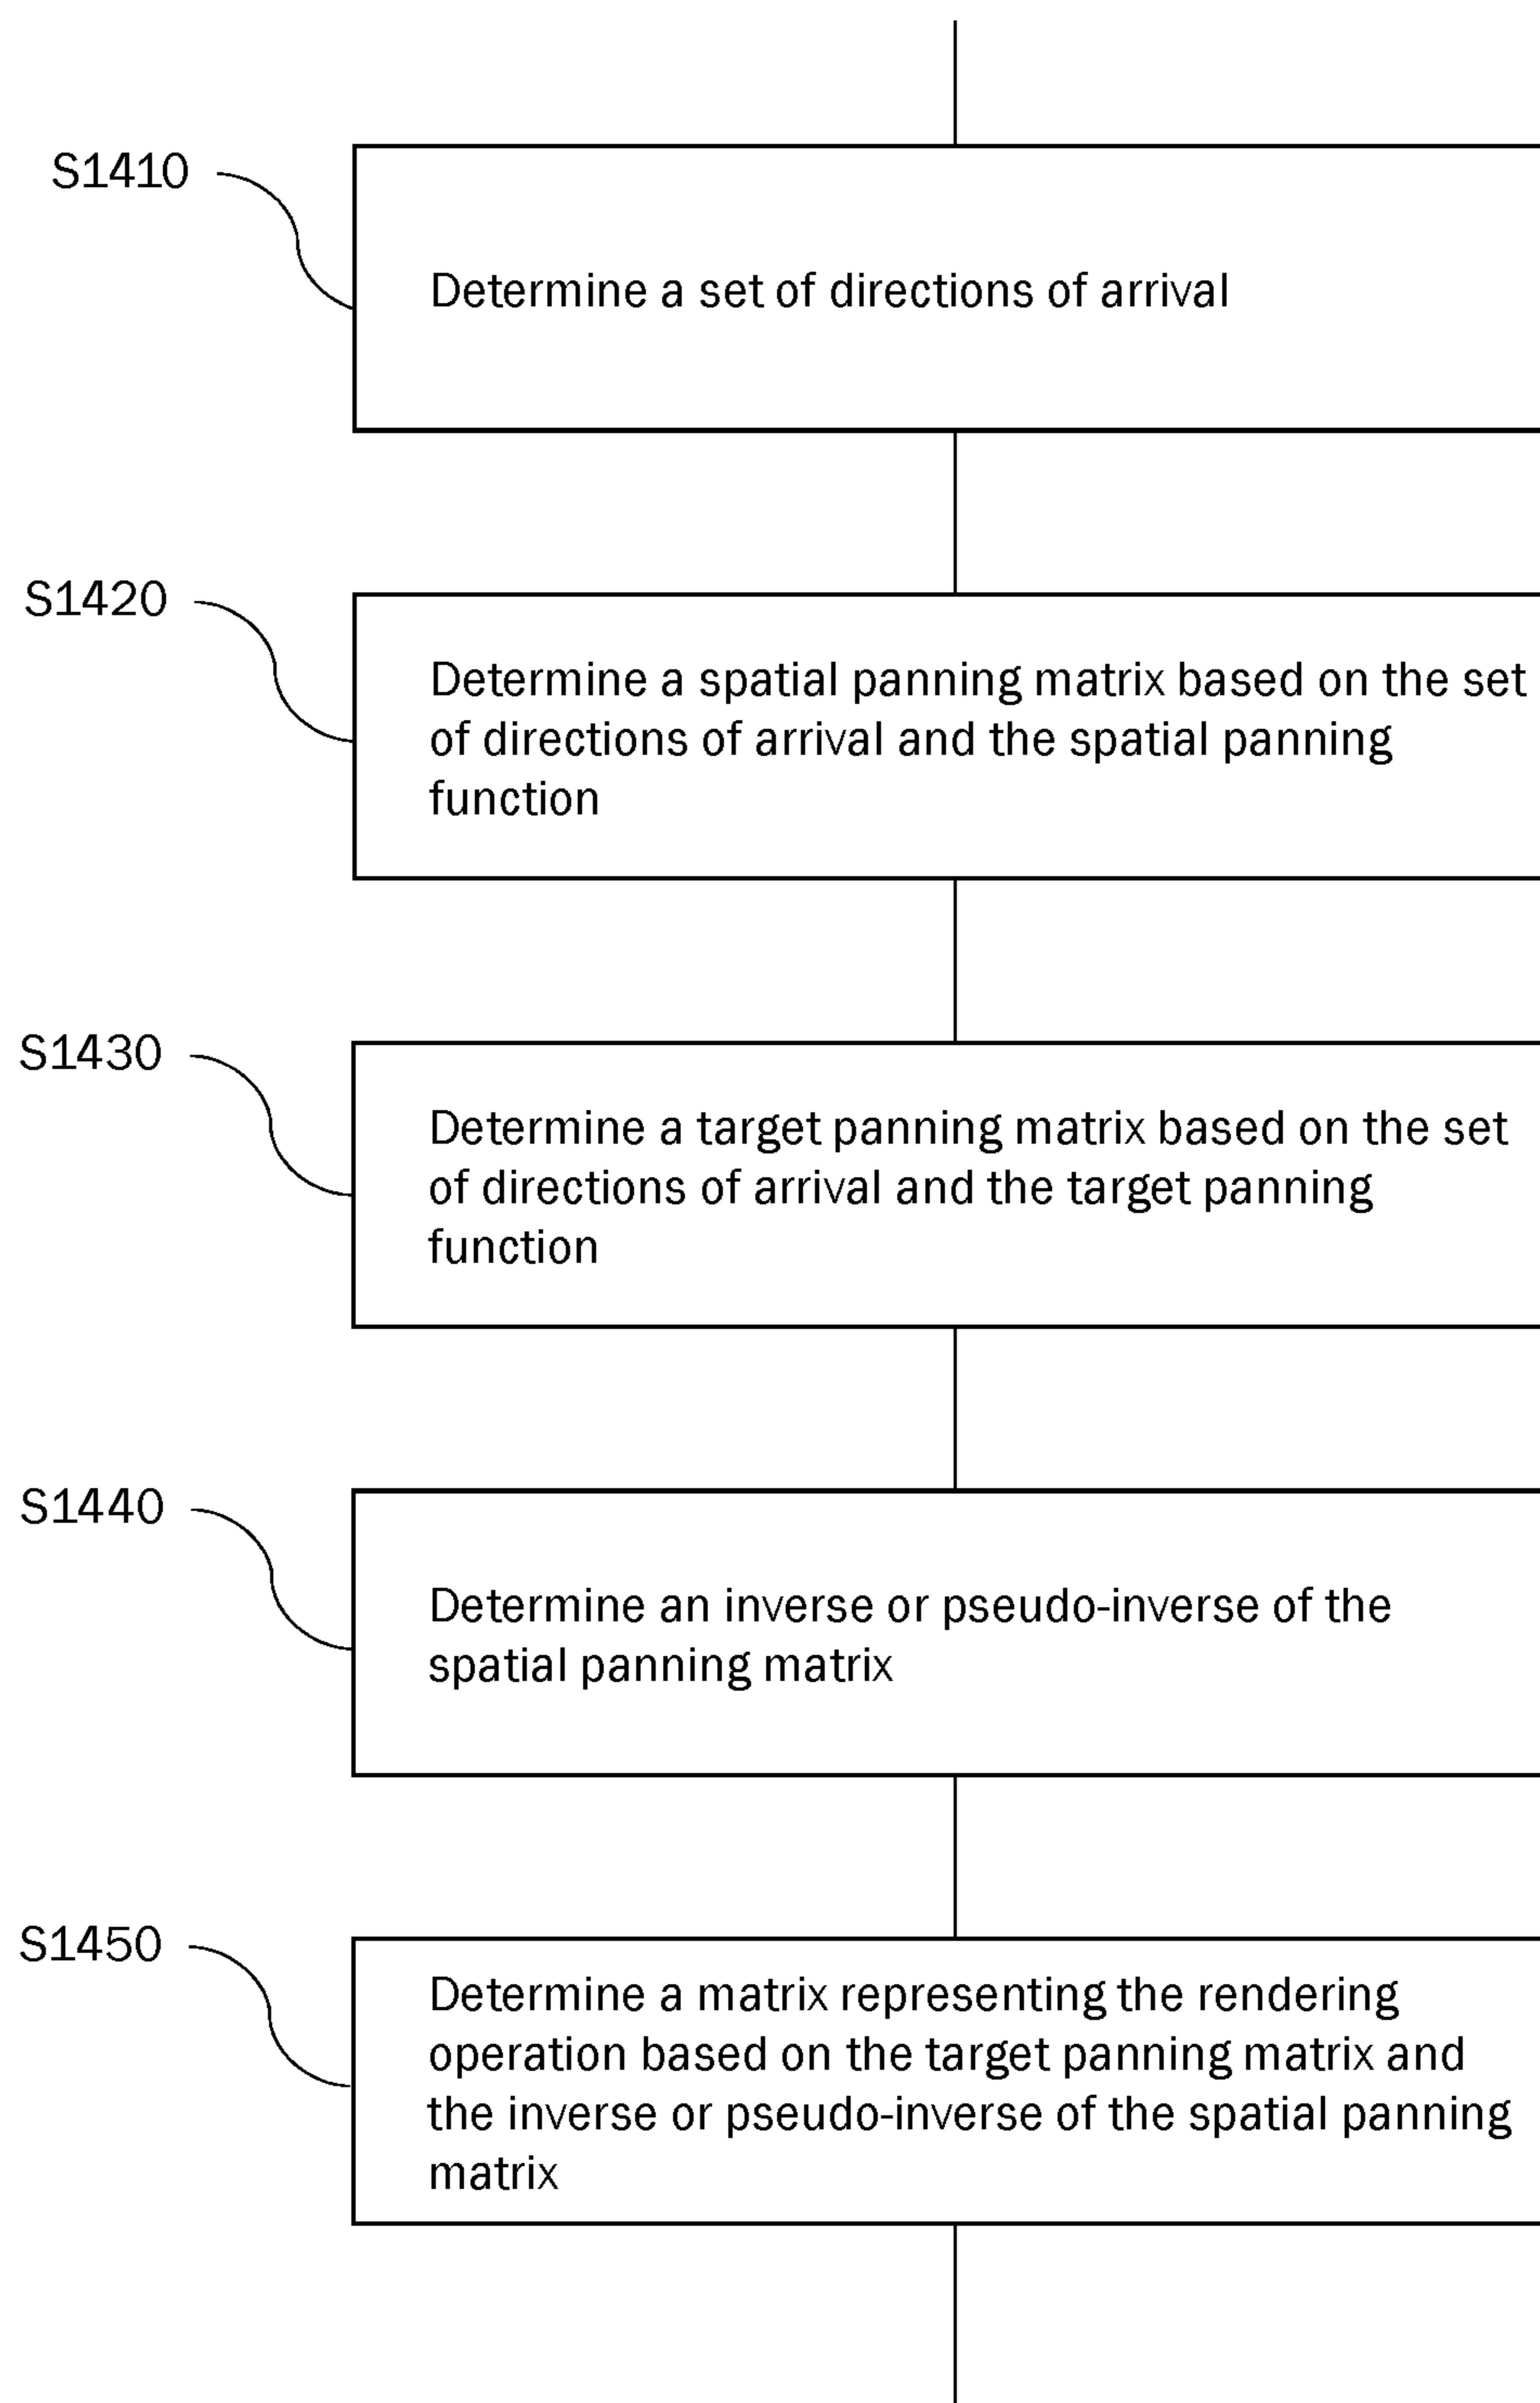 S1410
Determine a set of directions of arrival
S1420
Determine a spatial panning matrix based on the set
of directions of arrival and the spatial panning
function
S1430
Determine a target panning matrix based on the set
of directions of arrival and the target panning
function
S1440
Determine an inverse or pseudo-inverse of the
spatial panning matrix
S1450
Determine a matrix representing the rendering
operation based on the target panning matrix and
the inverse or pseudo-inverse of the spatial panning
matrix